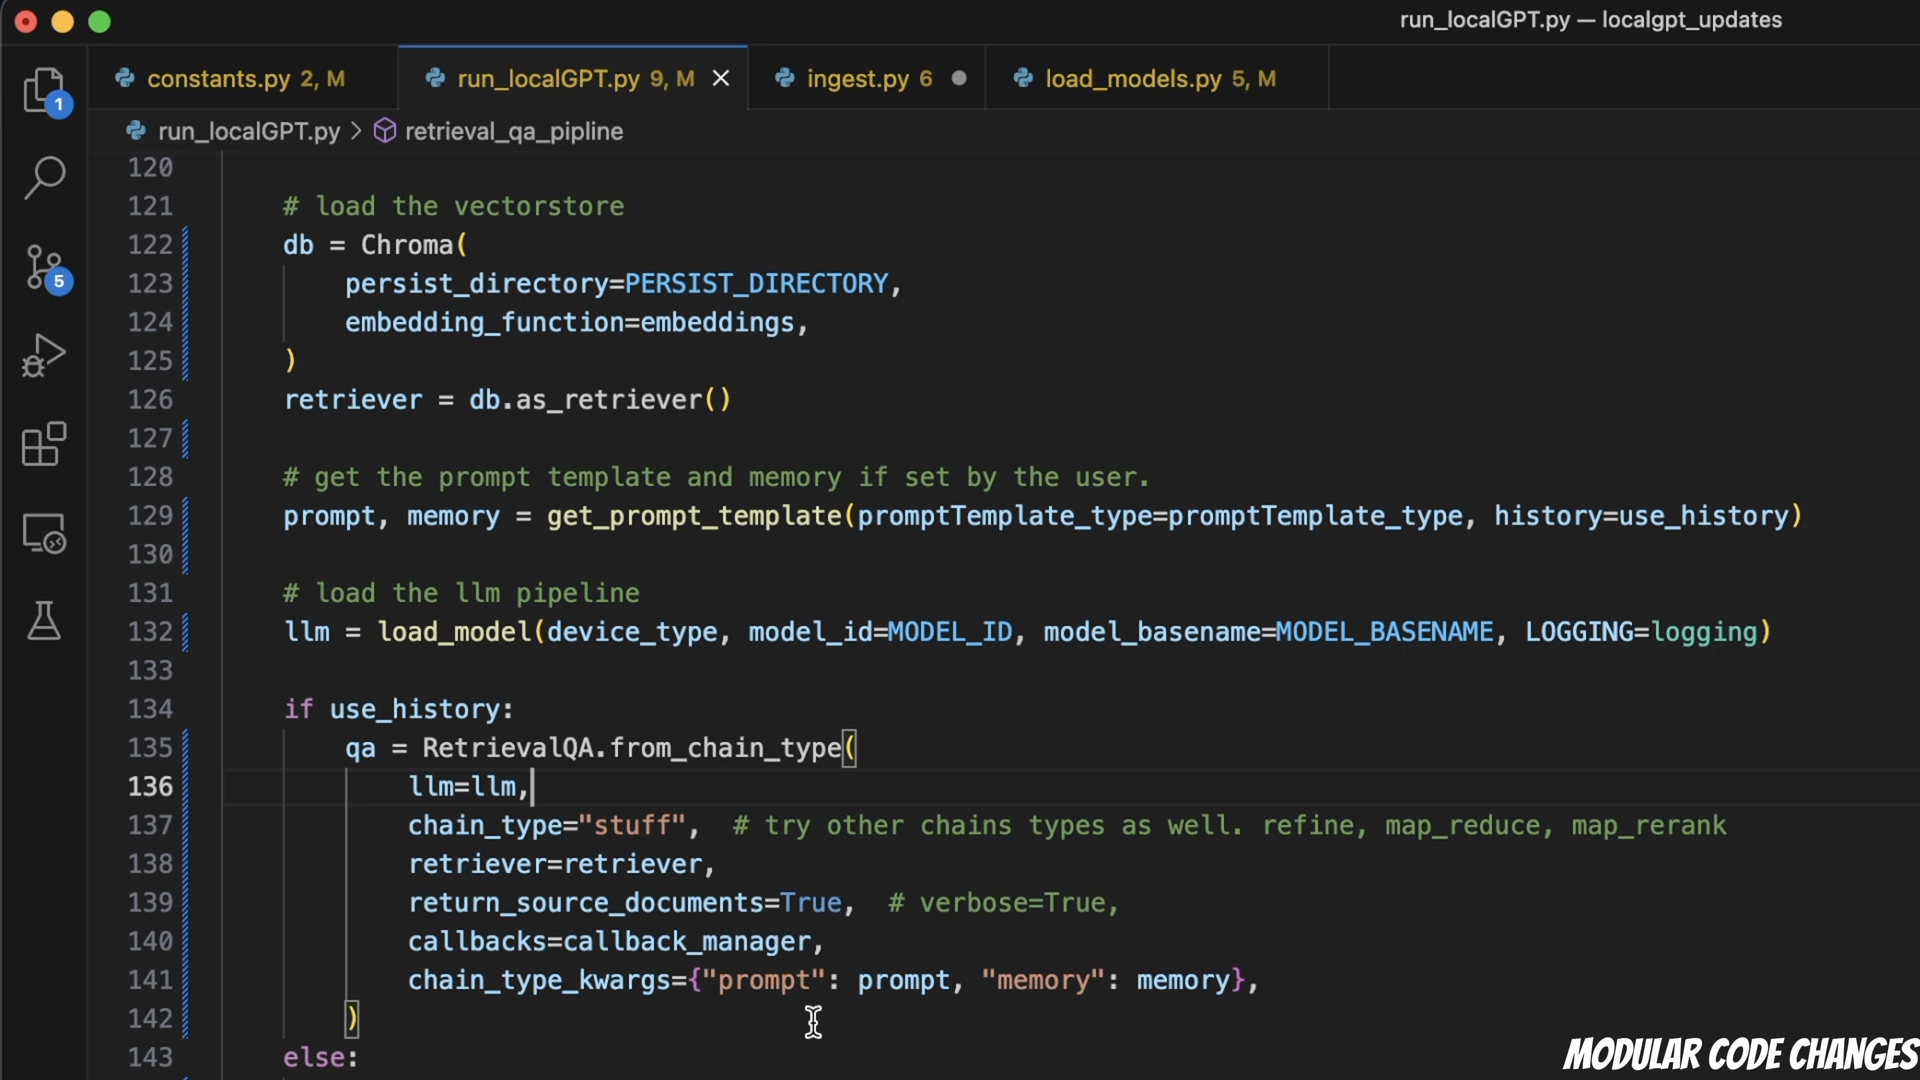 run_localGPT.py — localgpt_updates
constants.py 2, M
run_localGPT.py 9, M
ingest.py 6
load_models.py 5, M
1
run_localGPT.py > retrieval_qa_pipline
5
120
121 # load the vectorstore
122 db = Chroma(
123 persist_directory=PERSIST_DIRECTORY,
124 embedding_function=embeddings,
125 )
126 retriever = db.as_retriever()
127
128 # get the prompt template and memory if set by the user.
129 prompt, memory = get_prompt_template(promptTemplate_type=promptTemplate_type, history=use_history)
130
131 # load the llm pipeline
132 llm = load_model(device_type, model_id=MODEL_ID, model_basename=MODEL_BASENAME, LOGGING=logging)
133
134 if use_history:
135 qa = RetrievalQA.from_chain_type(
136 llm=llm,
137 chain_type="stuff", # try other chains types as well. refine, map_reduce, map_rerank
138 retriever=retriever,
139 return_source_documents=True, # verbose=True,
140 callbacks=callback_manager,
141 chain_type_kwargs={"prompt": prompt, "memory": memory},
142 )
143 else:
MODULAR CODE CHANGES